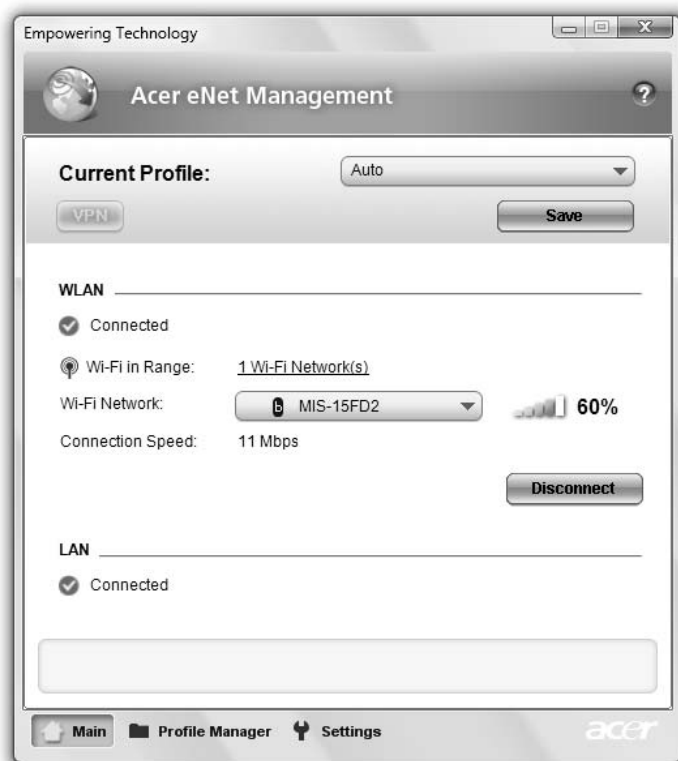 Empowering Technology
Acer eNet Management
?
Current Profile: Auto
VPN Save
WLAN
Connected
Wi-Fi in Range: 1 Wi-Fi Network(s)
Wi-Fi Network: b MIS-15FD2 60%
Connection Speed: 11 Mbps
Disconnect
LAN
Connected
Main Profile Manager Settings acer